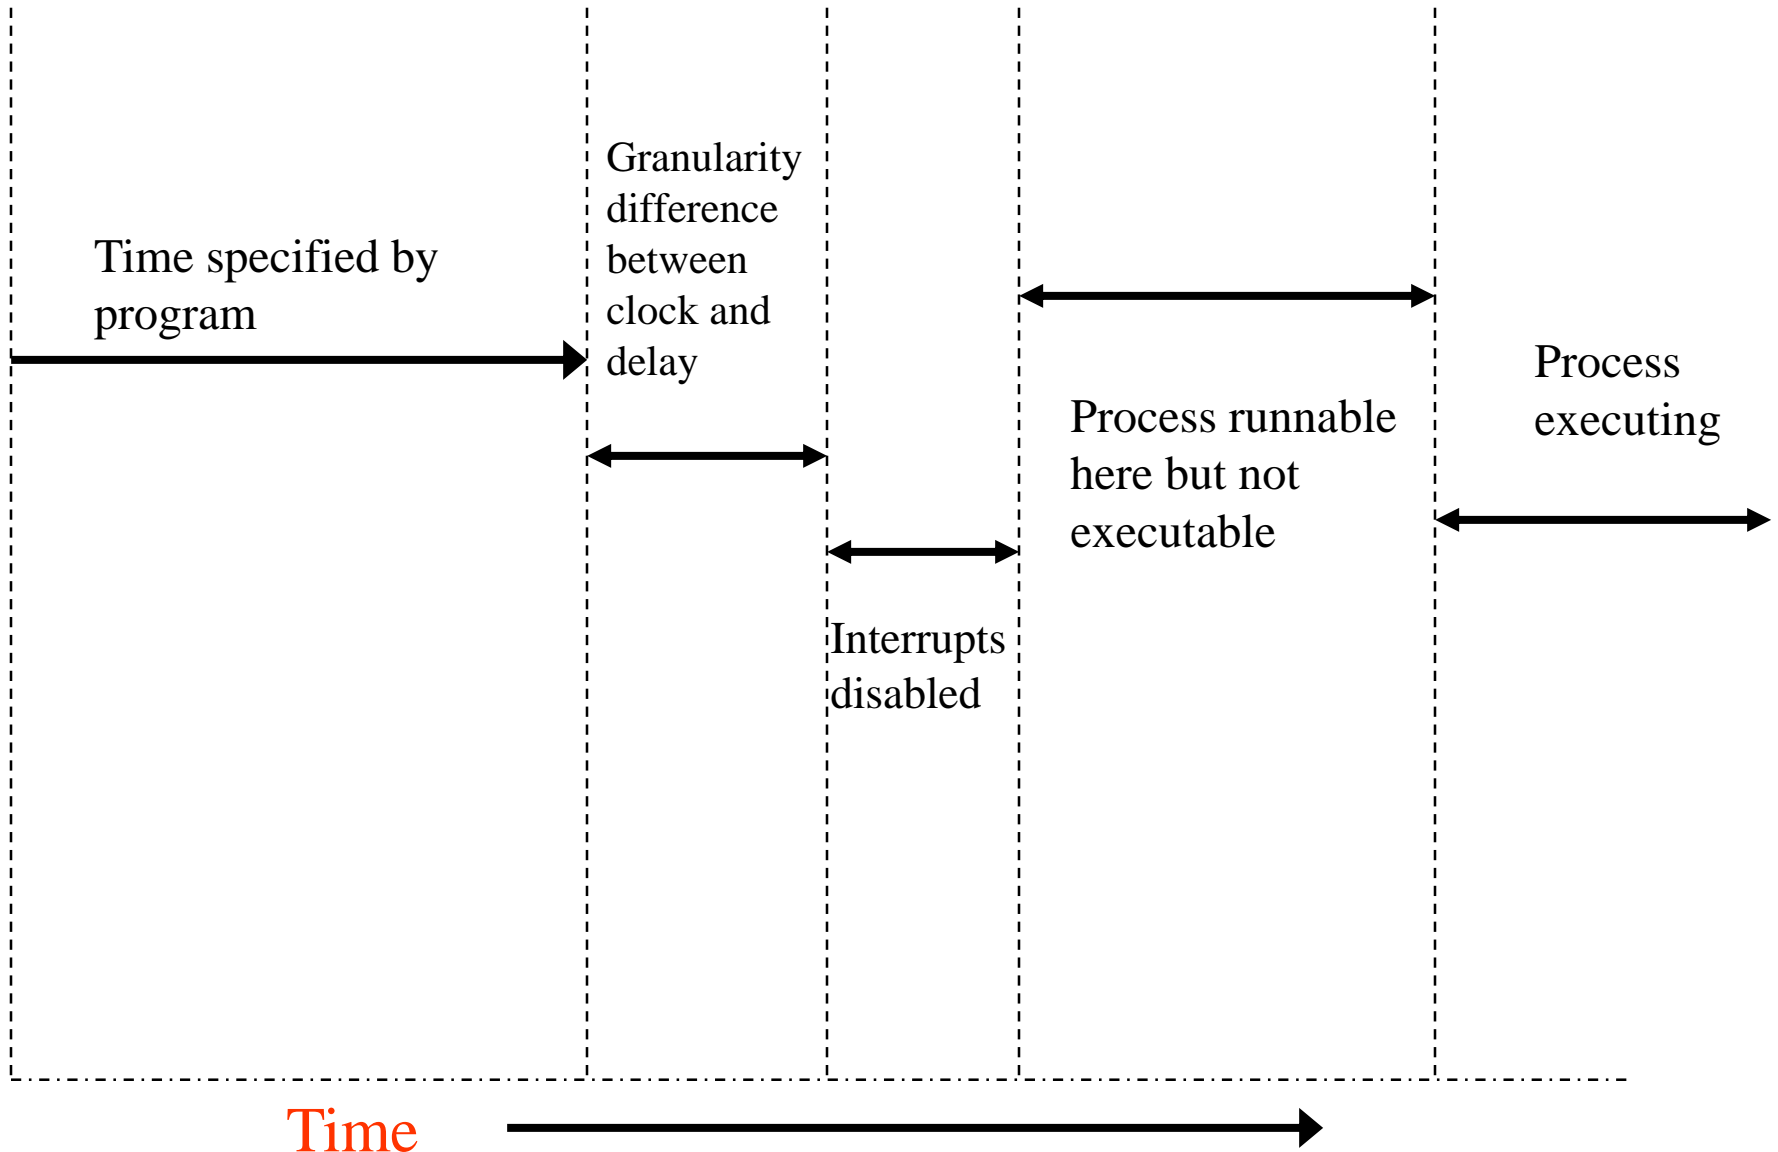 Time specified by
program
Granularity
difference
between
clock and
delay
Interrupts
disabled
Process runnable
here but not
executable
Process
executing
Time